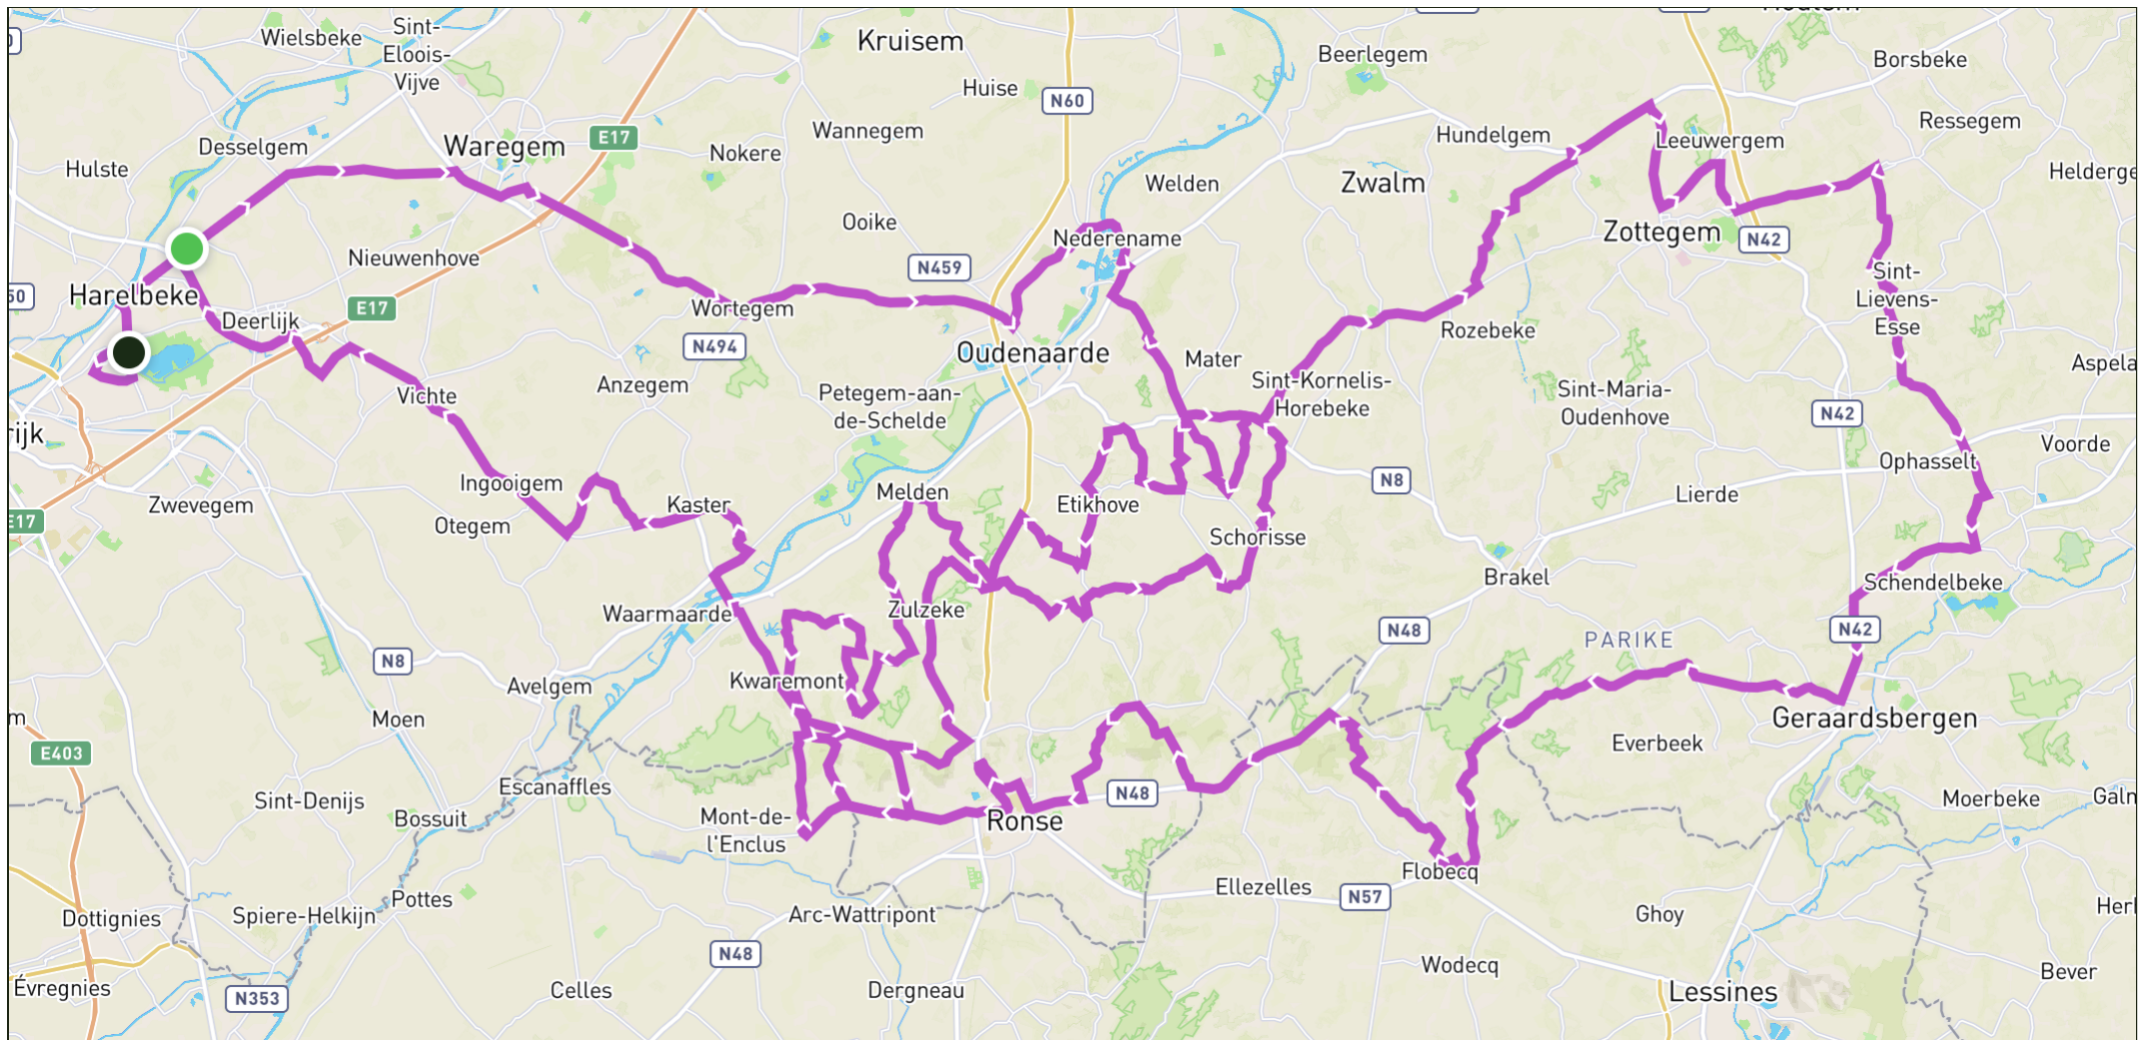 Wielsbeke
Sint-
Eloois-
Vijve
Kruisem
Beerlegem
Borsbeke
Huise
N60
Desselgem
Waregem
E17
Nokere
Wannegem
Hundelgem
Leeuwergem
Ressegem
Hulste
Welden
Zwalm
Helderge
Ooike
Nederename
Zottegem
N42
Nieuwenhove
N459
Harelbeke
50
Deerlijk
E17
Wortegem
Sint-
Lievens-
Esse
N494
Oudenaarde
Mater
Rozebeke
Aspela
Anzegem
Vichte
Petegem-aan-
de-Schelde
Sint-Kornelis-
Horebeke
Sint-Maria-
Oudenhove
N42
rijk
Voorde
Ophasselt
Ingooigem
Melden
N8
Lierde
Zwevegem
Kaster
Etikhove
E17
Otegem
Schorisse
Brakel
Schendelbeke
Waarmaarde
Zulzeke
N48
PARIKE
N42
N8
Avelgem
Kwaremont
m
Moen
Geraardsbergen
E403
Everbeek
Escanaffles
Sint-Denijs
N48
Moerbeke
Galm
Bossuit
Mont-de-
l'Enclus
Ronse
Flobecq
Pottes
Ellezelles
N57
Dottignies
Spiere-Helkijn
Arc-Wattripont
Ghoy
N48
Wodecq
Bever
Évregnies
N353
Celles
Dergneau
Lessines